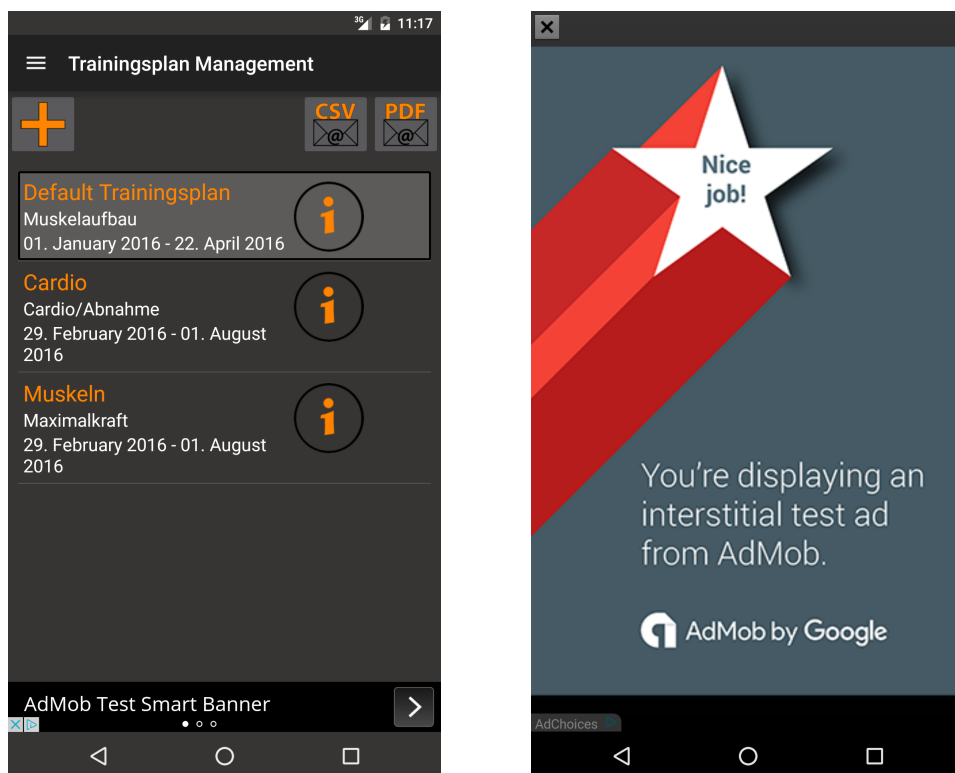 3G 11:17
Trainingsplan Management
CSV PDF
@ @
Default Trainingsplan
Muskelaufbau
01. January 2016 - 22. April 2016
i
Cardio
Cardio/Abnahme
29. February 2016 - 01. August
2016
i
Muskeln
Maximalkraft
29. February 2016 - 01. August
2016
i
AdMob Test Smart Banner
Nice
job!
You're displaying an
interstitial test ad
from AdMob.
AdMob by Google
AdChoices